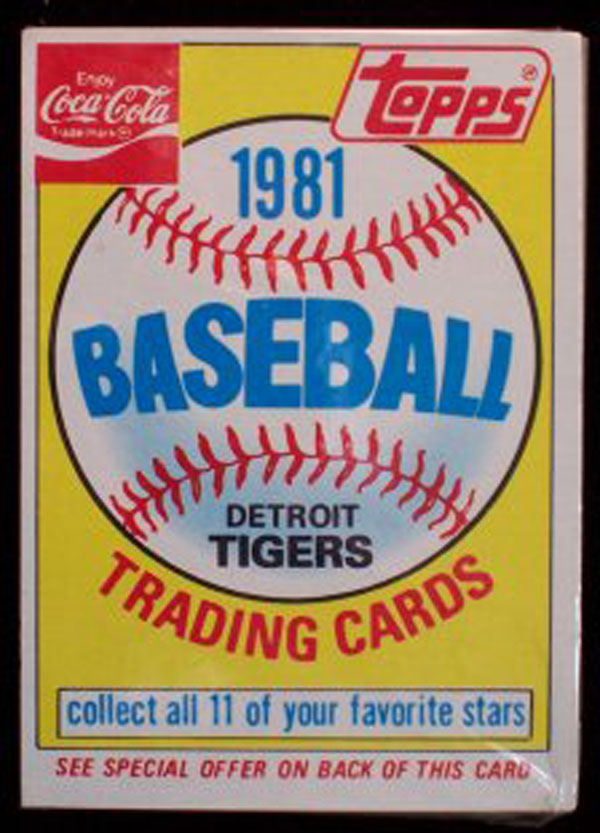 Enjoy
Coca-Cola
Trade-mark ®
Topps ®
1981
BASEBALL
DETROIT
TIGERS
TRADING CARDS
collect all 11 of your favorite stars
SEE SPECIAL OFFER ON BACK OF THIS CARD